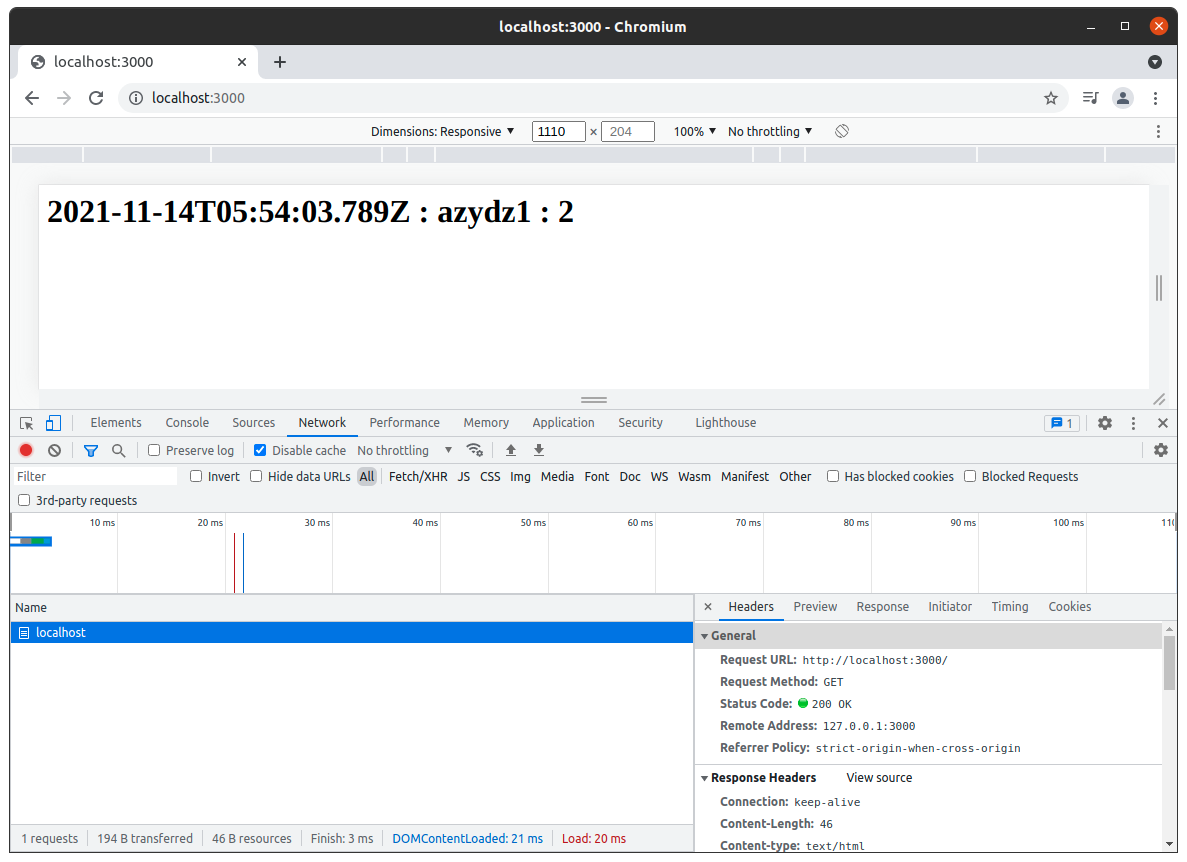 localhost:3000 - Chromium
localhost:3000
localhost:3000
Dimensions: Responsive ▼ 1110 × 204 100% ▼ No throttling ▼
2021-11-14T05:54:03.789Z : azydz1 : 2
Elements Console Sources Network Performance Memory Application Security Lighthouse 1
Preserve log Disable cache No throttling ▼
Filter Invert Hide data URLs All Fetch/XHR JS CSS Img Media Font Doc WS Wasm Manifest Other Has blocked cookies Blocked Requests
3rd-party requests
10 ms 20 ms 30 ms 40 ms 50 ms 60 ms 70 ms 80 ms 90 ms 100 ms 110
Name × Headers Preview Response Initiator Timing Cookies
localhost
▼ General
Request URL: http://localhost:3000/
Request Method: GET
Status Code: 200 OK
Remote Address: 127.0.0.1:3000
Referrer Policy: strict-origin-when-cross-origin
▼ Response Headers View source
Connection: keep-alive
Content-Length: 46
Content-type: text/html
1 requests 194 B transferred 46 B resources Finish: 3 ms DOMContentLoaded: 21 ms Load: 20 ms